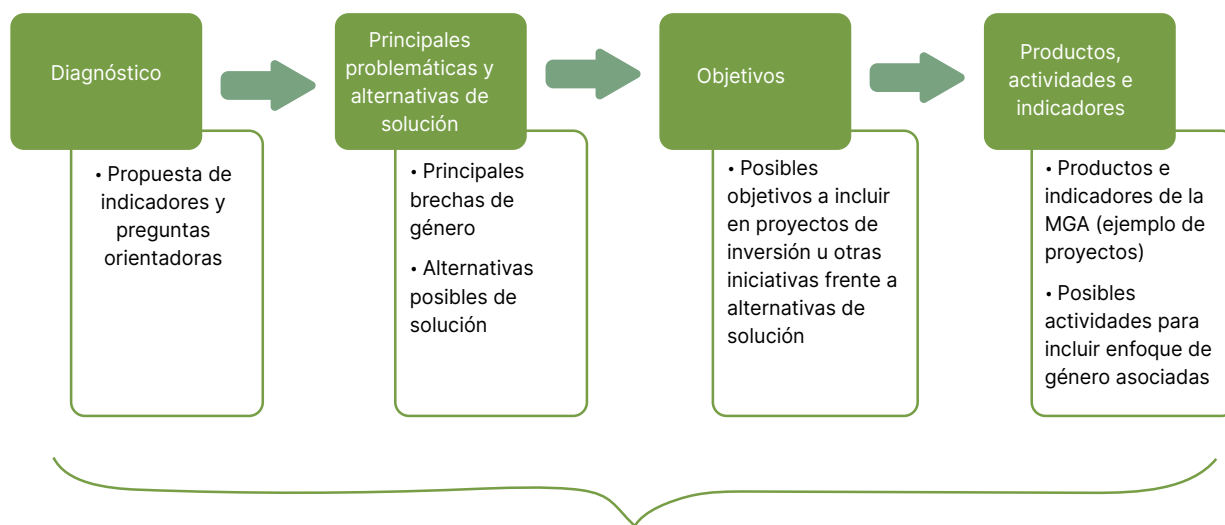 Diagnóstico
• Propuesta de
indicadores y
preguntas
orientadoras
Principales
problemáticas y
alternativas de
solución
• Principales
brechas de
género
• Alternativas
posibles de
solución
Objetivos
• Posibles
objetivos a incluir
en proyectos de
inversión u otras
iniciativas frente a
alternativas de
solución
Productos,
actividades e
indicadores
• Productos e
indicadores de la
MGA (ejemplo de
proyectos)
• Posibles
actividades para
incluir enfoque de
género asociadas